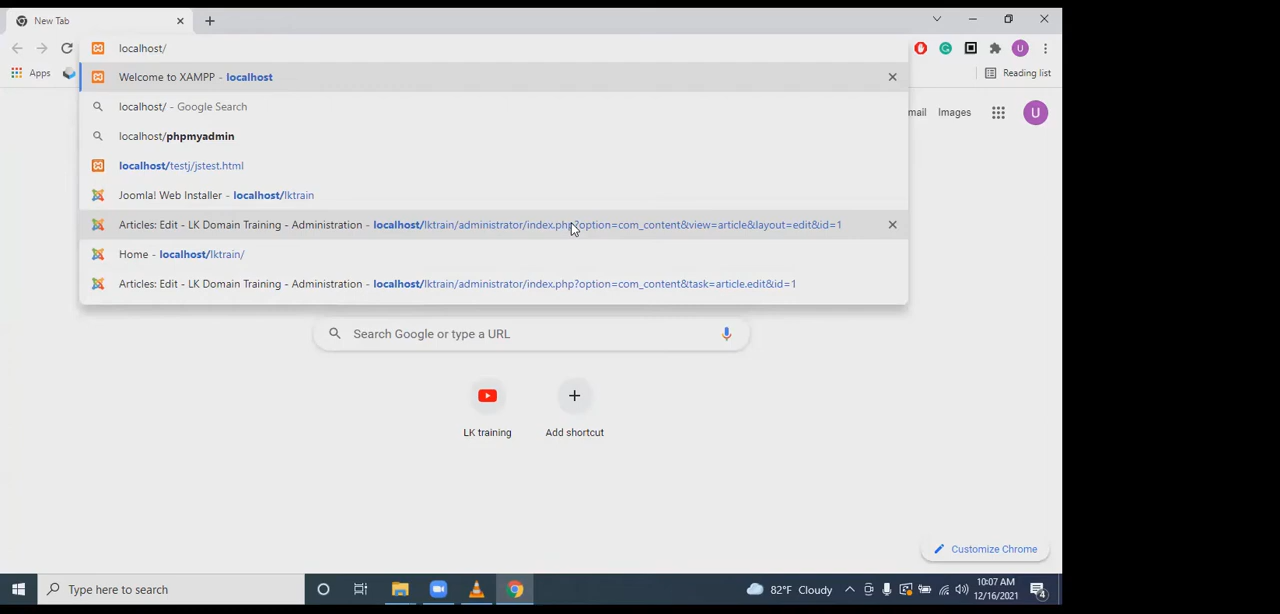 New Tab
localhost/
Welcome to XAMPP - localhost
localhost/ - Google Search
localhost/phpmyadmin
localhost/testj/jstest.html
Joomla! Web Installer - localhost/lktrain
Articles: Edit - LK Domain Training - Administration - localhost/lktrain/administrator/index.php?option=com_content&view=article&layout=edit&id=1
Home - localhost/lktrain/
Articles: Edit - LK Domain Training - Administration - localhost/lktrain/administrator/index.php?option=com_content&task=article.edit&id=1
U
Apps
Reading list
mail Images U
Search Google or type a URL
LK training
Add shortcut
Customize Chrome
Type here to search
82°F Cloudy
10:07 AM
12/16/2021
4